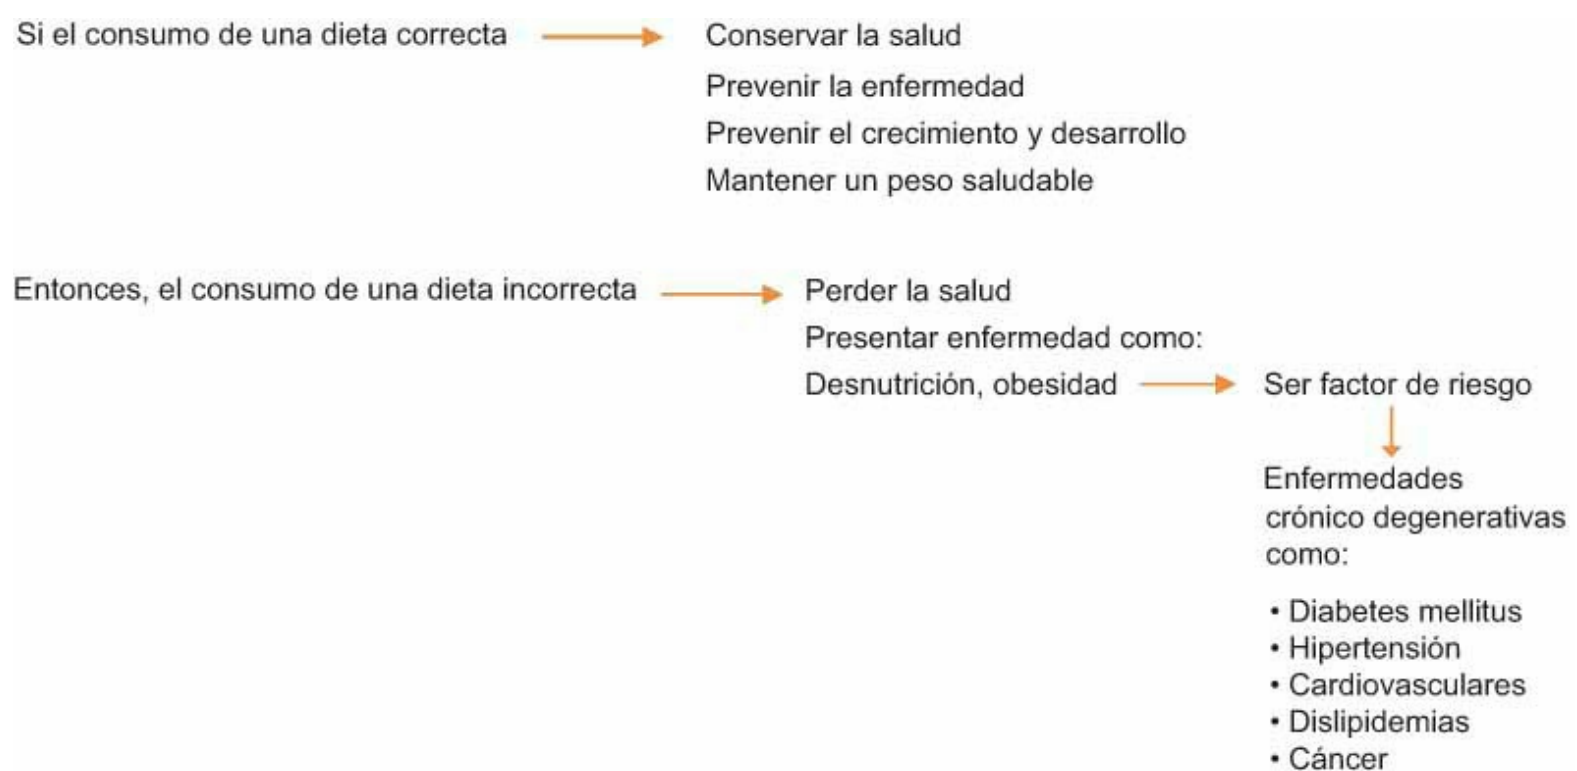 Si el consumo de una dieta correcta
Conservar la salud
Prevenir la enfermedad
Prevenir el crecimiento y desarrollo
Mantener un peso saludable
Entonces, el consumo de una dieta incorrecta
Perder la salud
Presentar enfermedad como:
Desnutrición, obesidad
Ser factor de riesgo
Enfermedades
crónico degenerativas
como:
• Diabetes mellitus
• Hipertensión
• Cardiovasculares
• Dislipidemias
• Cáncer